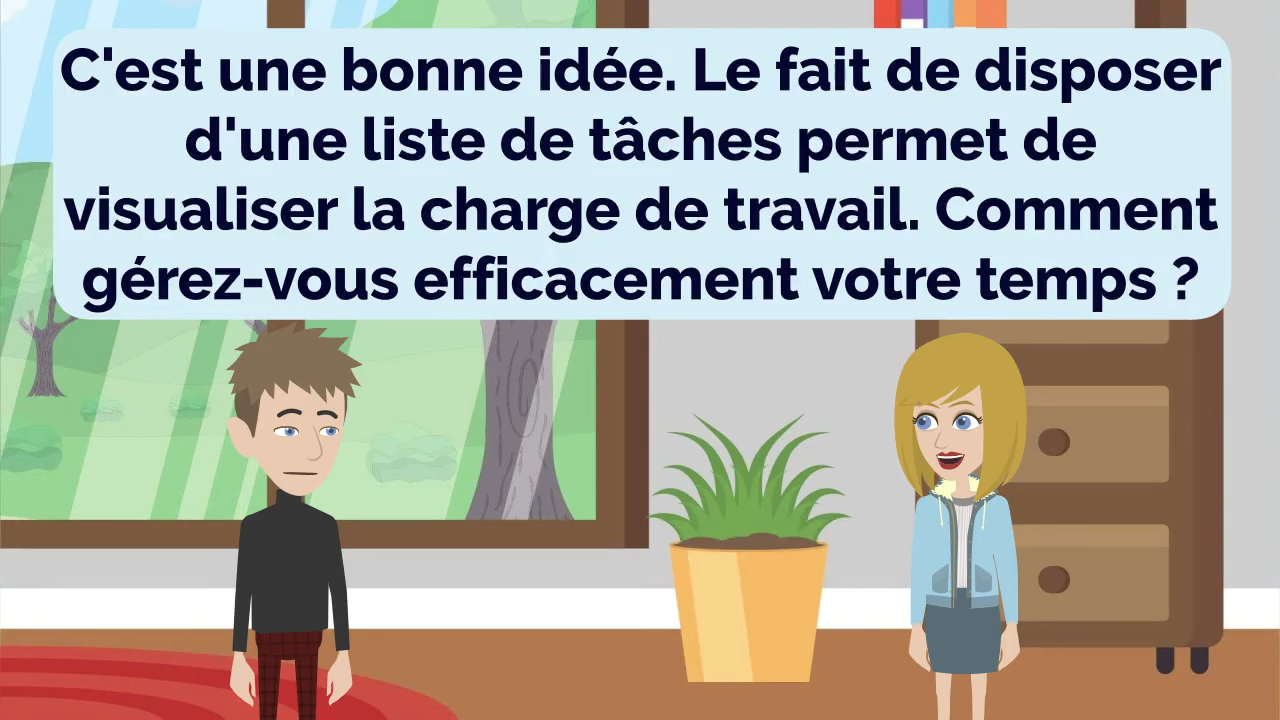 C'est une bonne idée. Le fait de disposer
d'une liste de tâches permet de
visualiser la charge de travail. Comment
gérez-vous efficacement votre temps ?